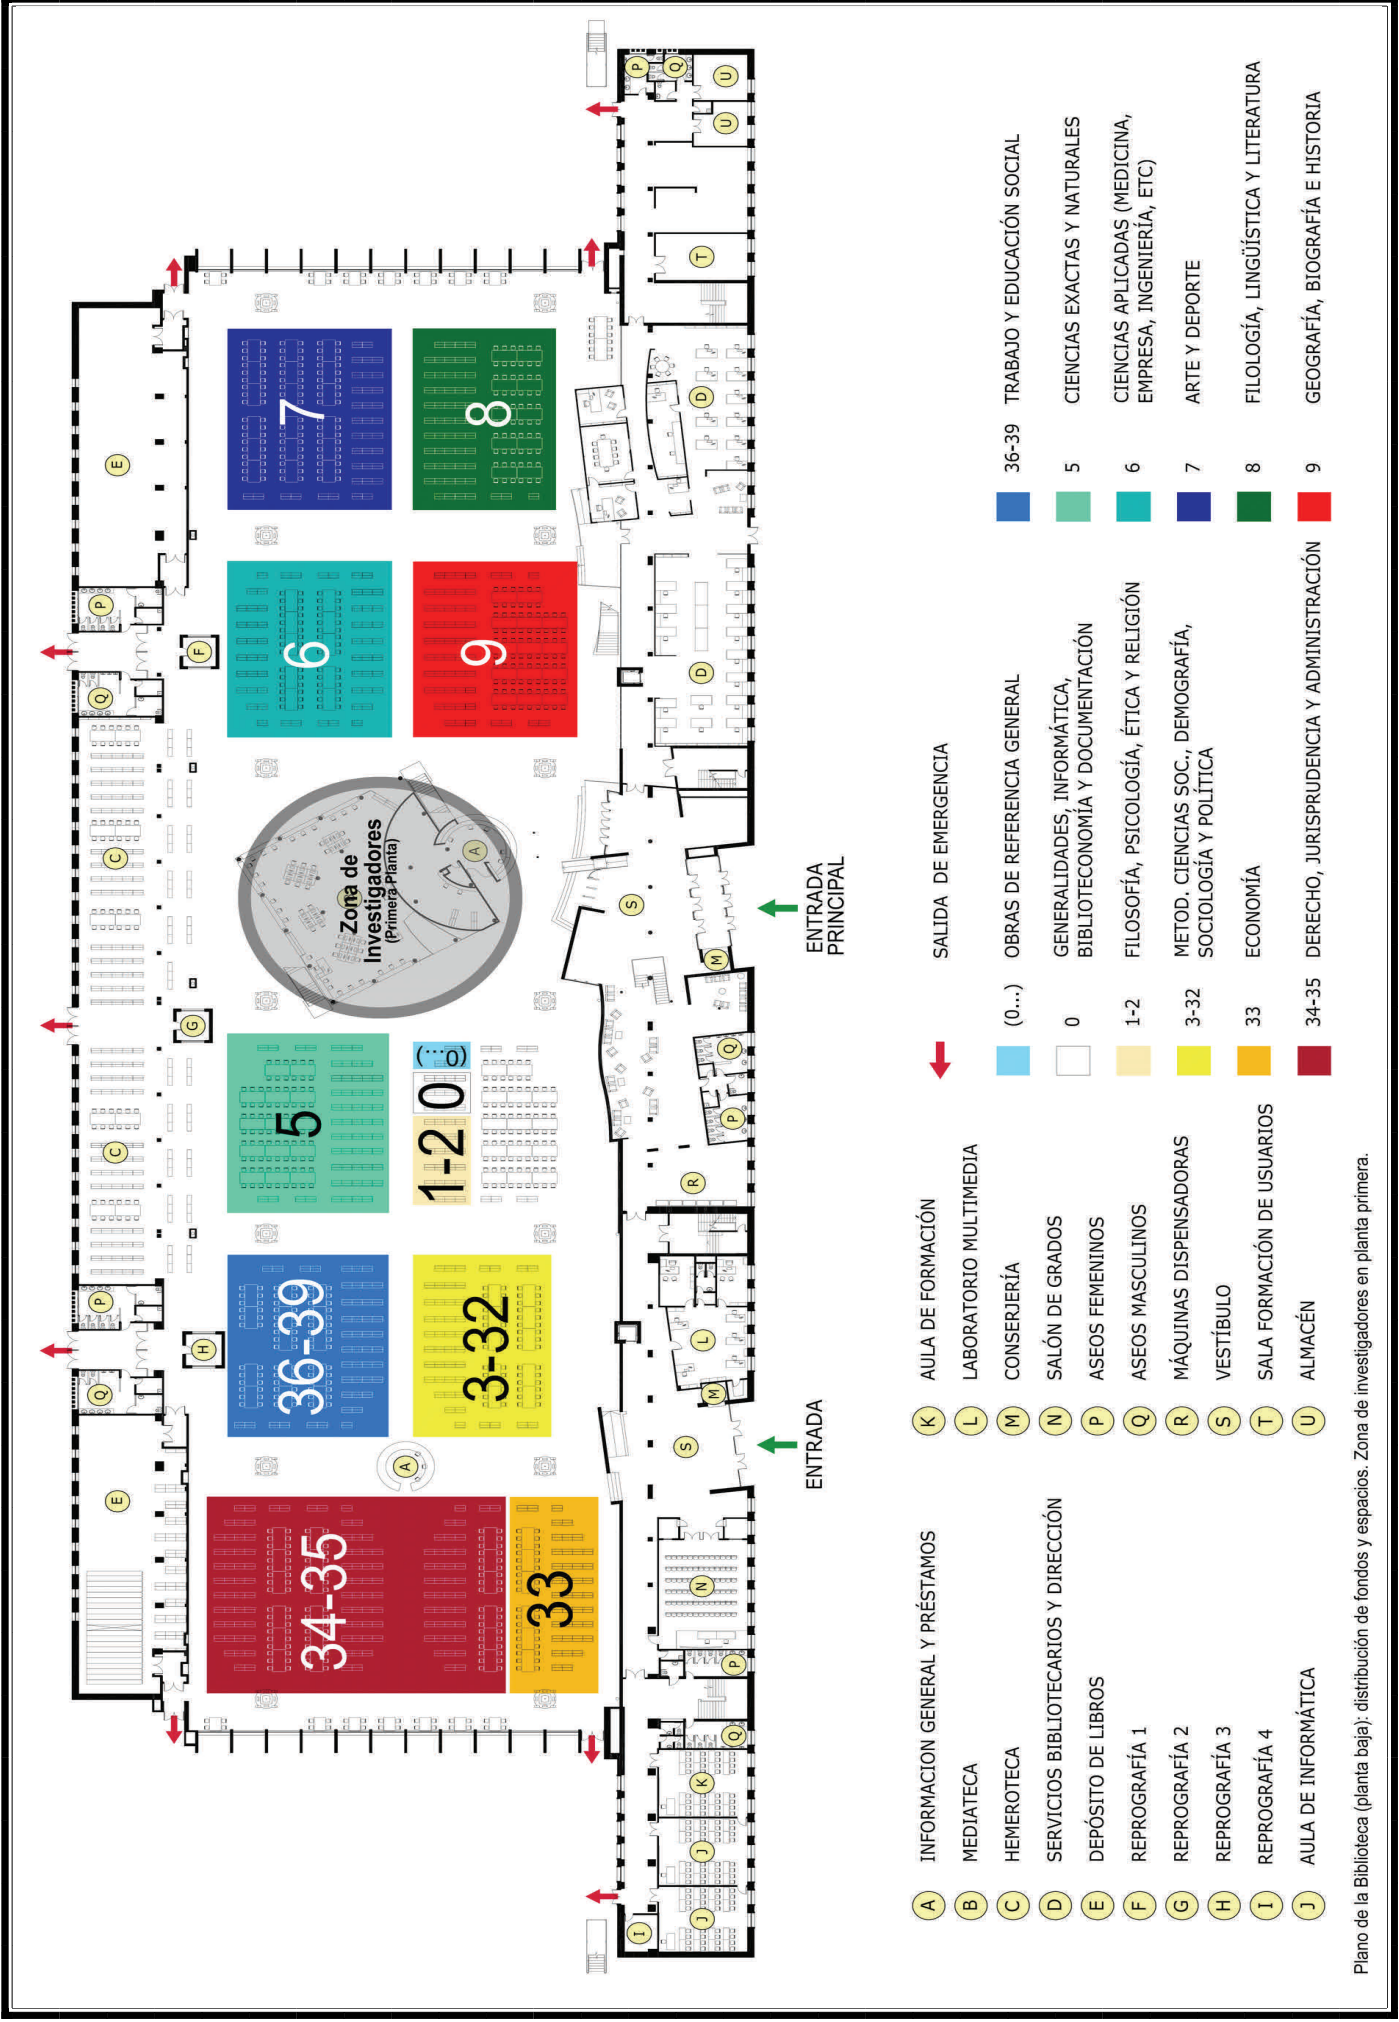 E
Q
P
C
C
Q
P
E
H
G
F
34-35
36-39
5
6
7
Zona de
Investigadores
(Primera Planta)
A
33
3-32
1-2
0
(...0)
A
9
8
I
J
J
K
Q
P
N
S
M
L
R
P
Q
S
M
D
D
T
U
U
P
Q
ENTRADA
ENTRADA
PRINCIPAL
A INFORMACION GENERAL Y PRÉSTAMOS
B MEDIATECA
C HEMEROTECA
D SERVICIOS BIBLIOTECARIOS Y DIRECCIÓN
E DEPÓSITO DE LIBROS
F REPROGRAFÍA 1
G REPROGRAFÍA 2
H REPROGRAFÍA 3
I REPROGRAFÍA 4
J AULA DE INFORMÁTICA
K AULA DE FORMACIÓN
L LABORATORIO MULTIMEDIA
M CONSERJERÍA
N SALÓN DE GRADOS
P ASEOS FEMENINOS
Q ASEOS MASCULINOS
R MÁQUINAS DISPENSADORAS
S VESTÍBULO
T SALA FORMACIÓN DE USUARIOS
U ALMACÉN
SALIDA DE EMERGENCIA
(0...) OBRAS DE REFERENCIA GENERAL
0 GENERALIDADES, INFORMÁTICA,
BIBLIOTECONOMÍA Y DOCUMENTACIÓN
1-2 FILOSOFÍA, PSICOLOGÍA, ÉTICA Y RELIGIÓN
3-32 METOD. CIENCIAS SOC., DEMOGRAFÍA,
SOCIOLOGÍA Y POLÍTICA
33 ECONOMÍA
34-35 DERECHO, JURISPRUDENCIA Y ADMINISTRACIÓN
36-39 TRABAJO Y EDUCACIÓN SOCIAL
5 CIENCIAS EXACTAS Y NATURALES
6 CIENCIAS APLICADAS (MEDICINA,
EMPRESA, INGENIERÍA, ETC)
7 ARTE Y DEPORTE
8 FILOLOGÍA, LINGÜÍSTICA Y LITERATURA
9 GEOGRAFÍA, BIOGRAFÍA E HISTORIA
Plano de la Biblioteca (planta baja): distribución de fondos y espacios. Zona de investigadores en planta primera.